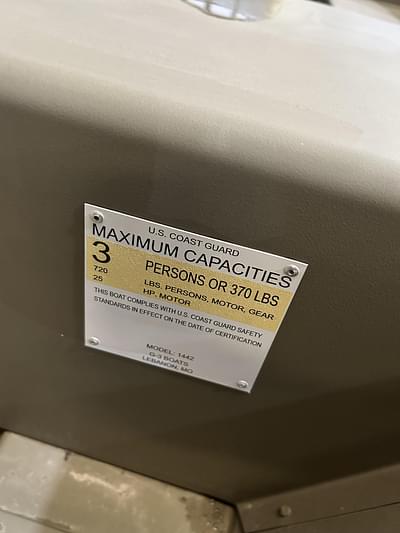 U.S. COAST GUARD
MAXIMUM CAPACITIES
3 PERSONS OR 370 LBS
720 LBS, PERSONS, MOTOR, GEAR
25 HP, MOTOR
THIS BOAT COMPLIES WITH U.S. COAST GUARD SAFETY
STANDARDS IN EFFECT ON THE DATE OF CERTIFICATION
MODEL: 1442
G-3 BOATS
LEBANON, MO